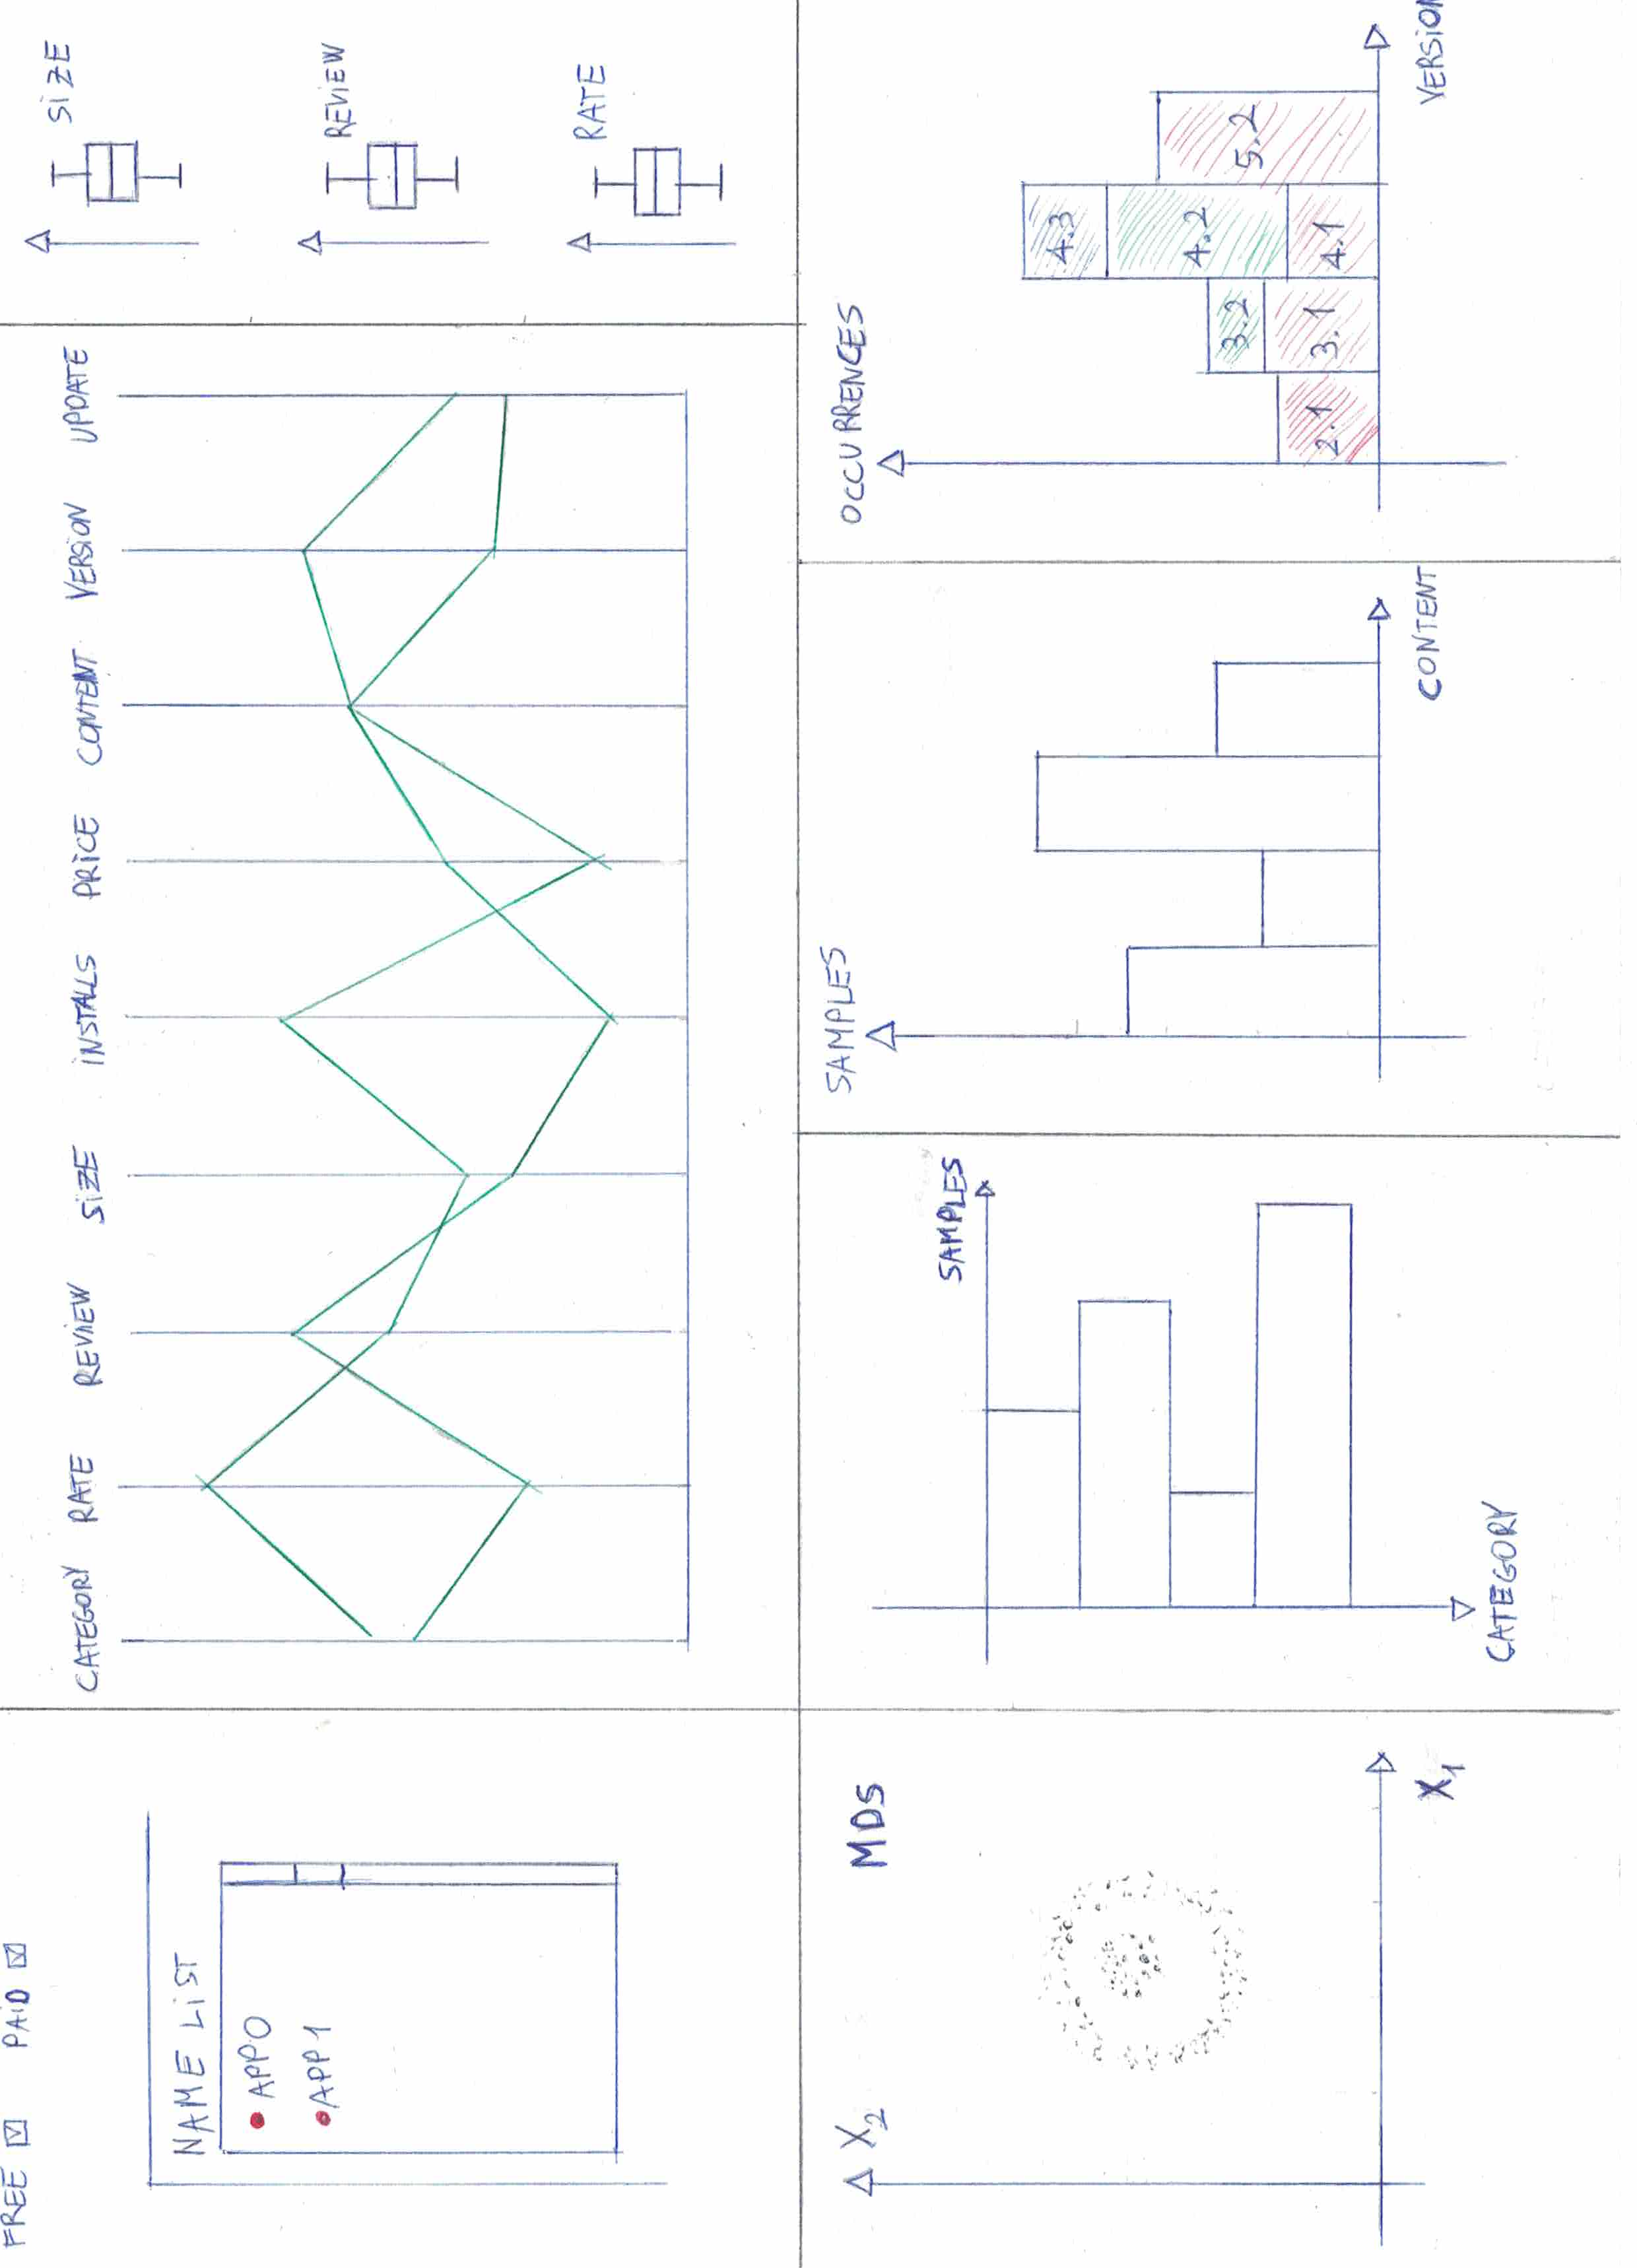 FREE PAID
NAME LIST
APP0
APP1
CATEGORY RATE REVIEW SIZE INSTALLS PRICE CONTENT VERSION UPDATE
SIZE
REVIEW
RATE
X2
MDS
X1
SAMPLES
CATEGORY
SAMPLES
CONTENT
OCCURRENCES
2.1
3.2
3.1
4.3
4.2
4.1
5.2
VERSION